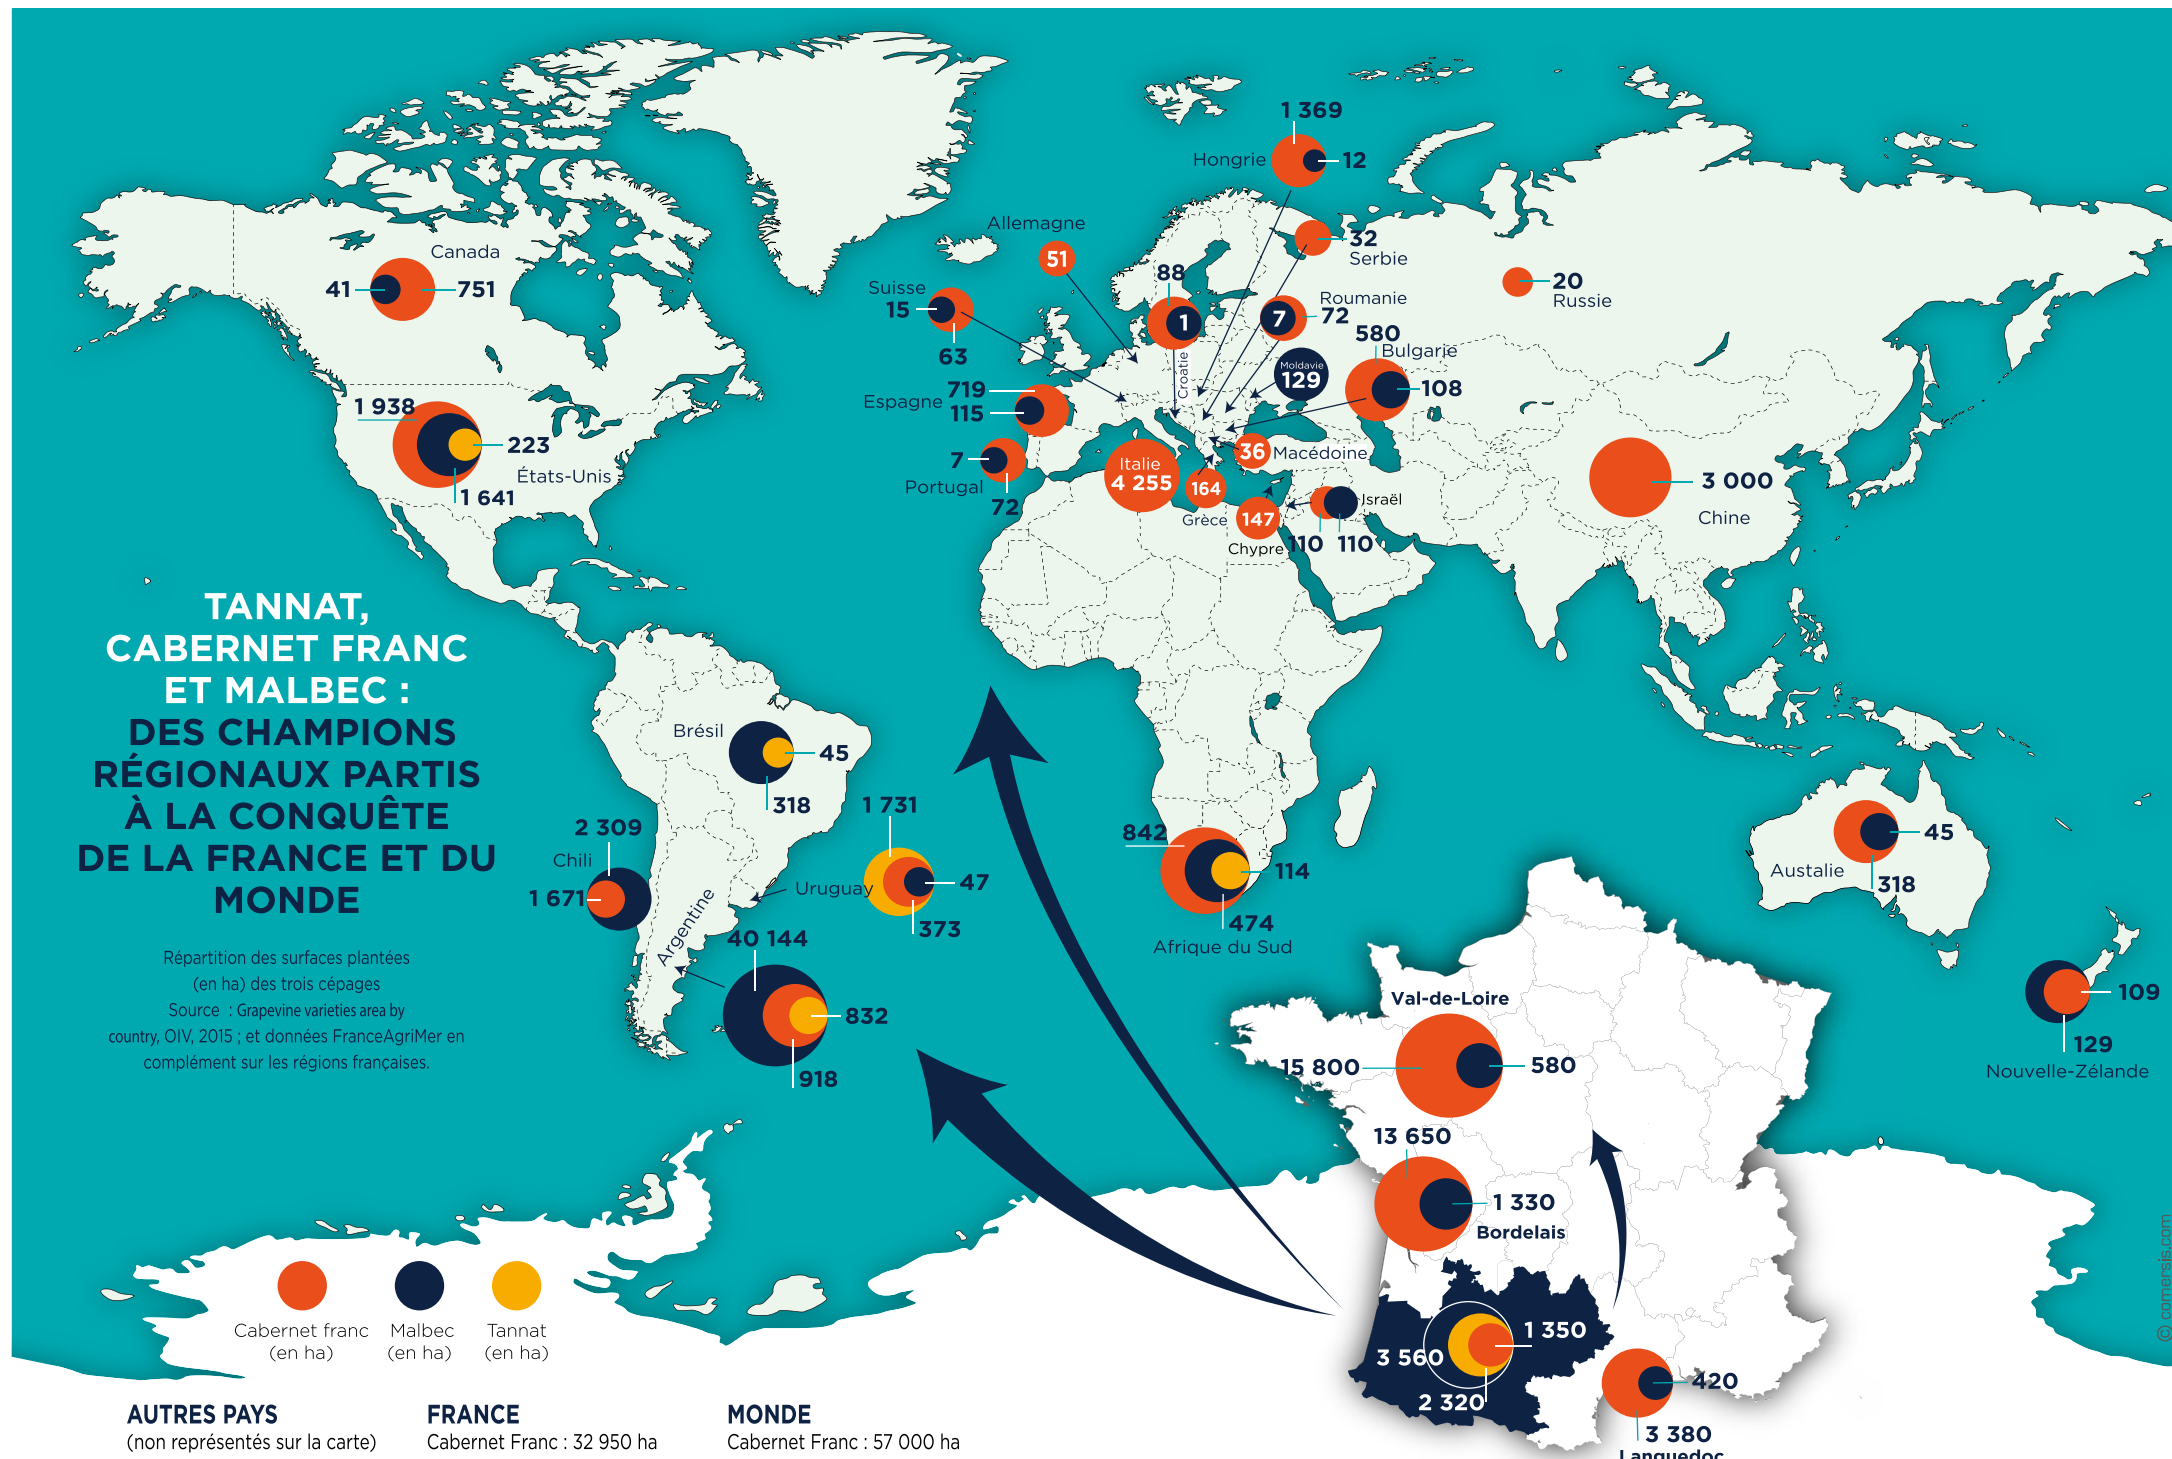 1 369
Hongrie
12
Allemagne
51
32
Serbie
Canada
41
751
Suisse
15
63
88
1
Croatie
Roumanie
7
72
20
Russie
580
Bulgarie
108
Moldavie
129
719
Espagne
115
1 938
223
États-Unis
1 641
7
Portugal
72
Italie
4 255
36
Macédoine
164
Grèce
147
Chypre
Israël
110
110
3 000
Chine
TANNAT,
CABERNET FRANC
ET MALBEC :
DES CHAMPIONS
RÉGIONAUX PARTIS
À LA CONQUÊTE
DE LA FRANCE ET DU
MONDE
Répartition des surfaces plantées
(en ha) des trois cépages
Source : Grapevine varieties area by
country, OIV, 2015 ; et données FranceAgriMer en
complément sur les régions françaises.
Brésil
45
318
2 309
Chili
1 671
1 731
Uruguay
47
373
Argentine
40 144
832
918
842
114
474
Afrique du Sud
45
Austalie
318
109
129
Nouvelle-Zélande
Val-de-Loire
15 800
580
13 650
1 330
Bordelais
1 350
3 560
2 320
420
3 380
Languedoc
Cabernet franc
(en ha)
Malbec
(en ha)
Tannat
(en ha)
AUTRES PAYS
(non représentés sur la carte)
FRANCE
Cabernet Franc : 32 950 ha
MONDE
Cabernet Franc : 57 000 ha
© comersis.com